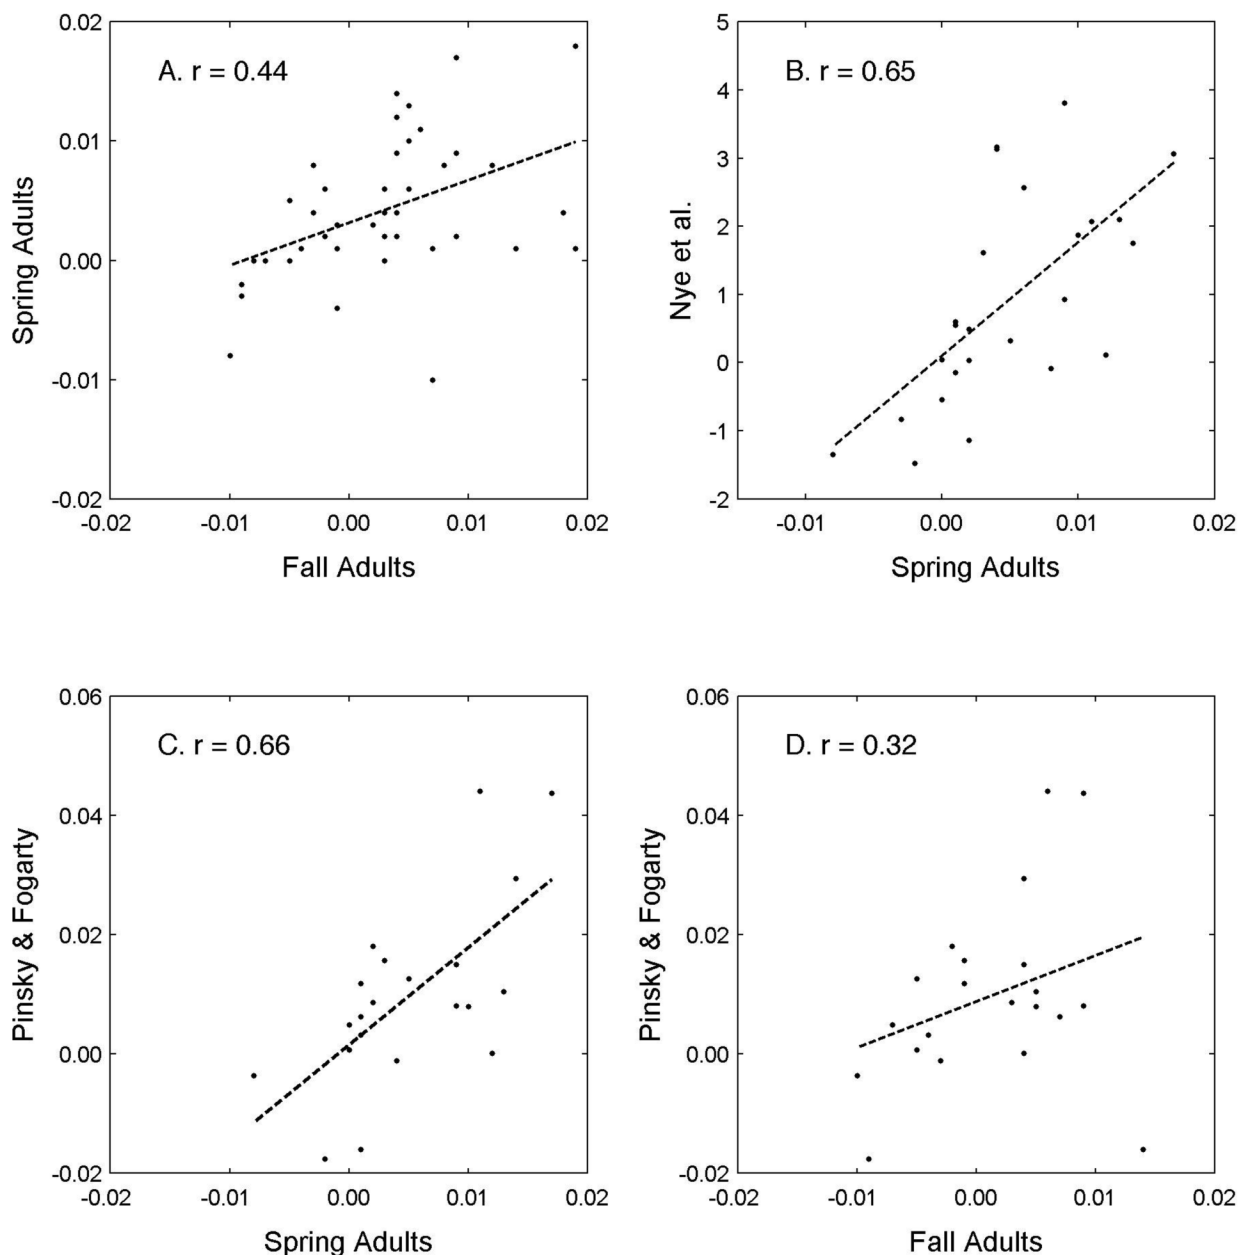 A. r = 0.44
0.02
0.01
0.00
-0.01
-0.02
Spring Adults
-0.02 -0.01 0.00 0.01 0.02
Fall Adults
B. r = 0.65
5
4
3
2
1
0
-1
-2
Nye et al.
-0.01 0.00 0.01 0.02
Spring Adults
C. r = 0.66
0.06
0.04
0.02
0.00
-0.02
Pinsky & Fogarty
-0.02 -0.01 0.00 0.01 0.02
Spring Adults
D. r = 0.32
0.06
0.04
0.02
0.00
-0.02
Pinsky & Fogarty
-0.02 -0.01 0.00 0.01 0.02
Fall Adults